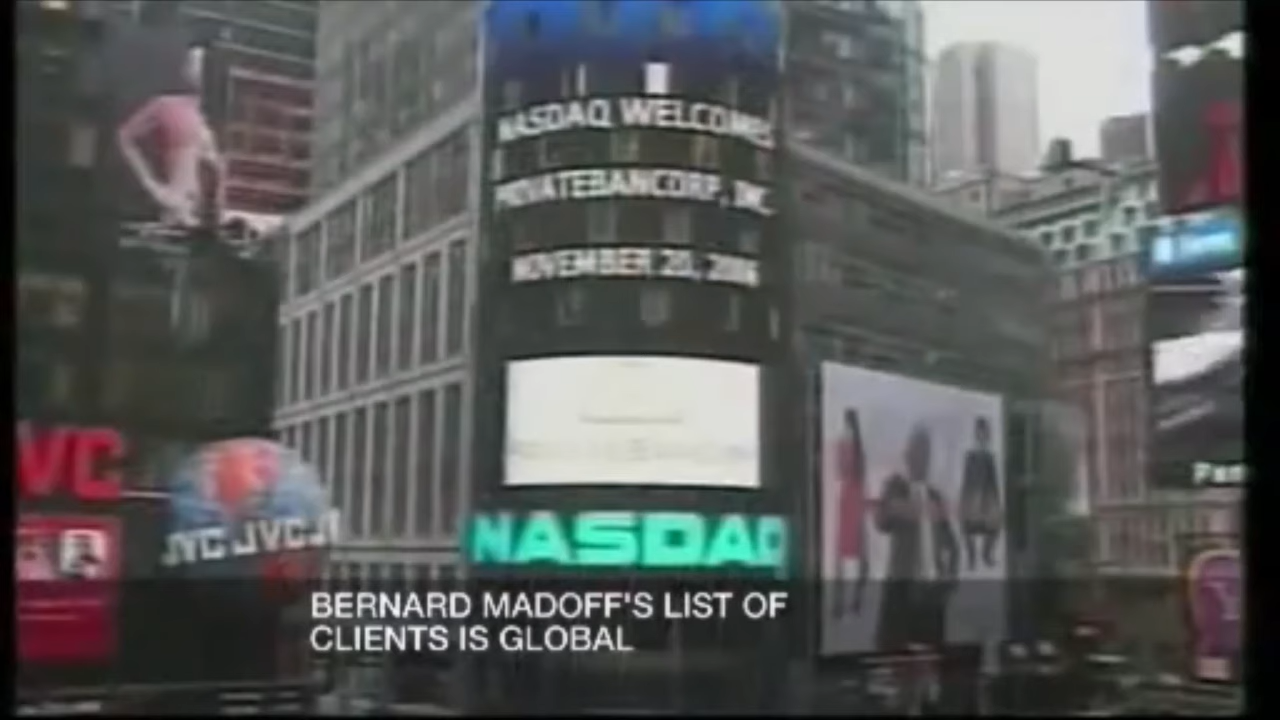 NASDAQ WELCOMES
PRIVATEBANCORP, INC.
NOVEMBER 20, 2006
NASDAQ
JVC
JVC JVC
BERNARD MADOFF'S LIST OF
CLIENTS IS GLOBAL